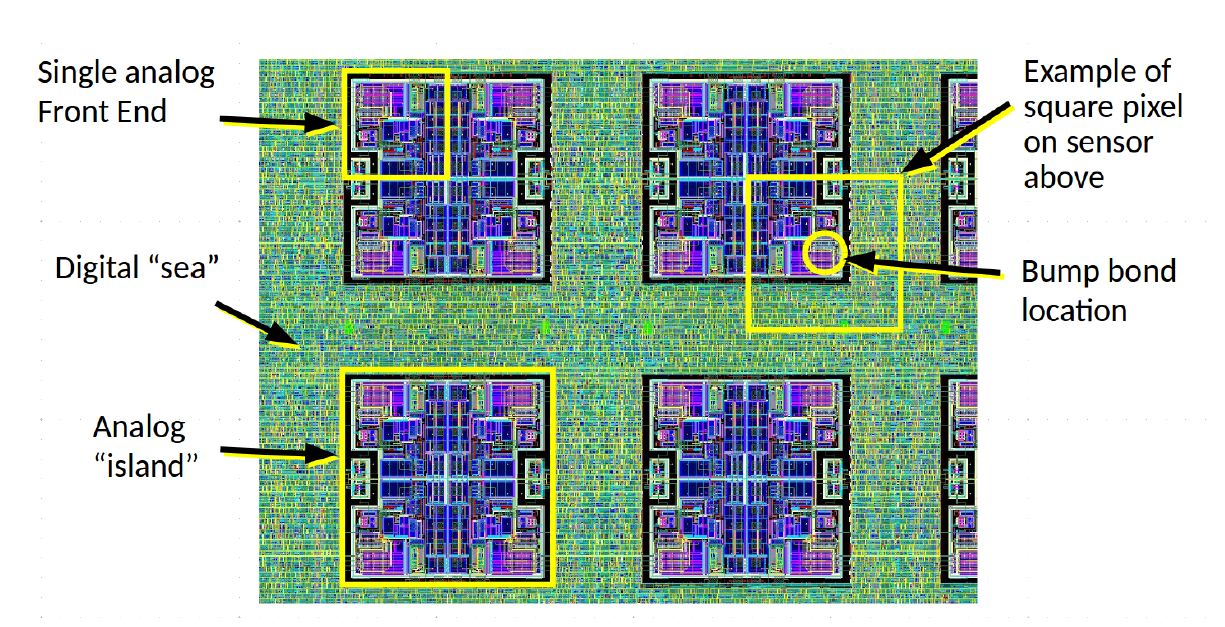 Single analog
Front End
Digital “sea”
Analog
“island”
Example of
square pixel
on sensor
above
Bump bond
location